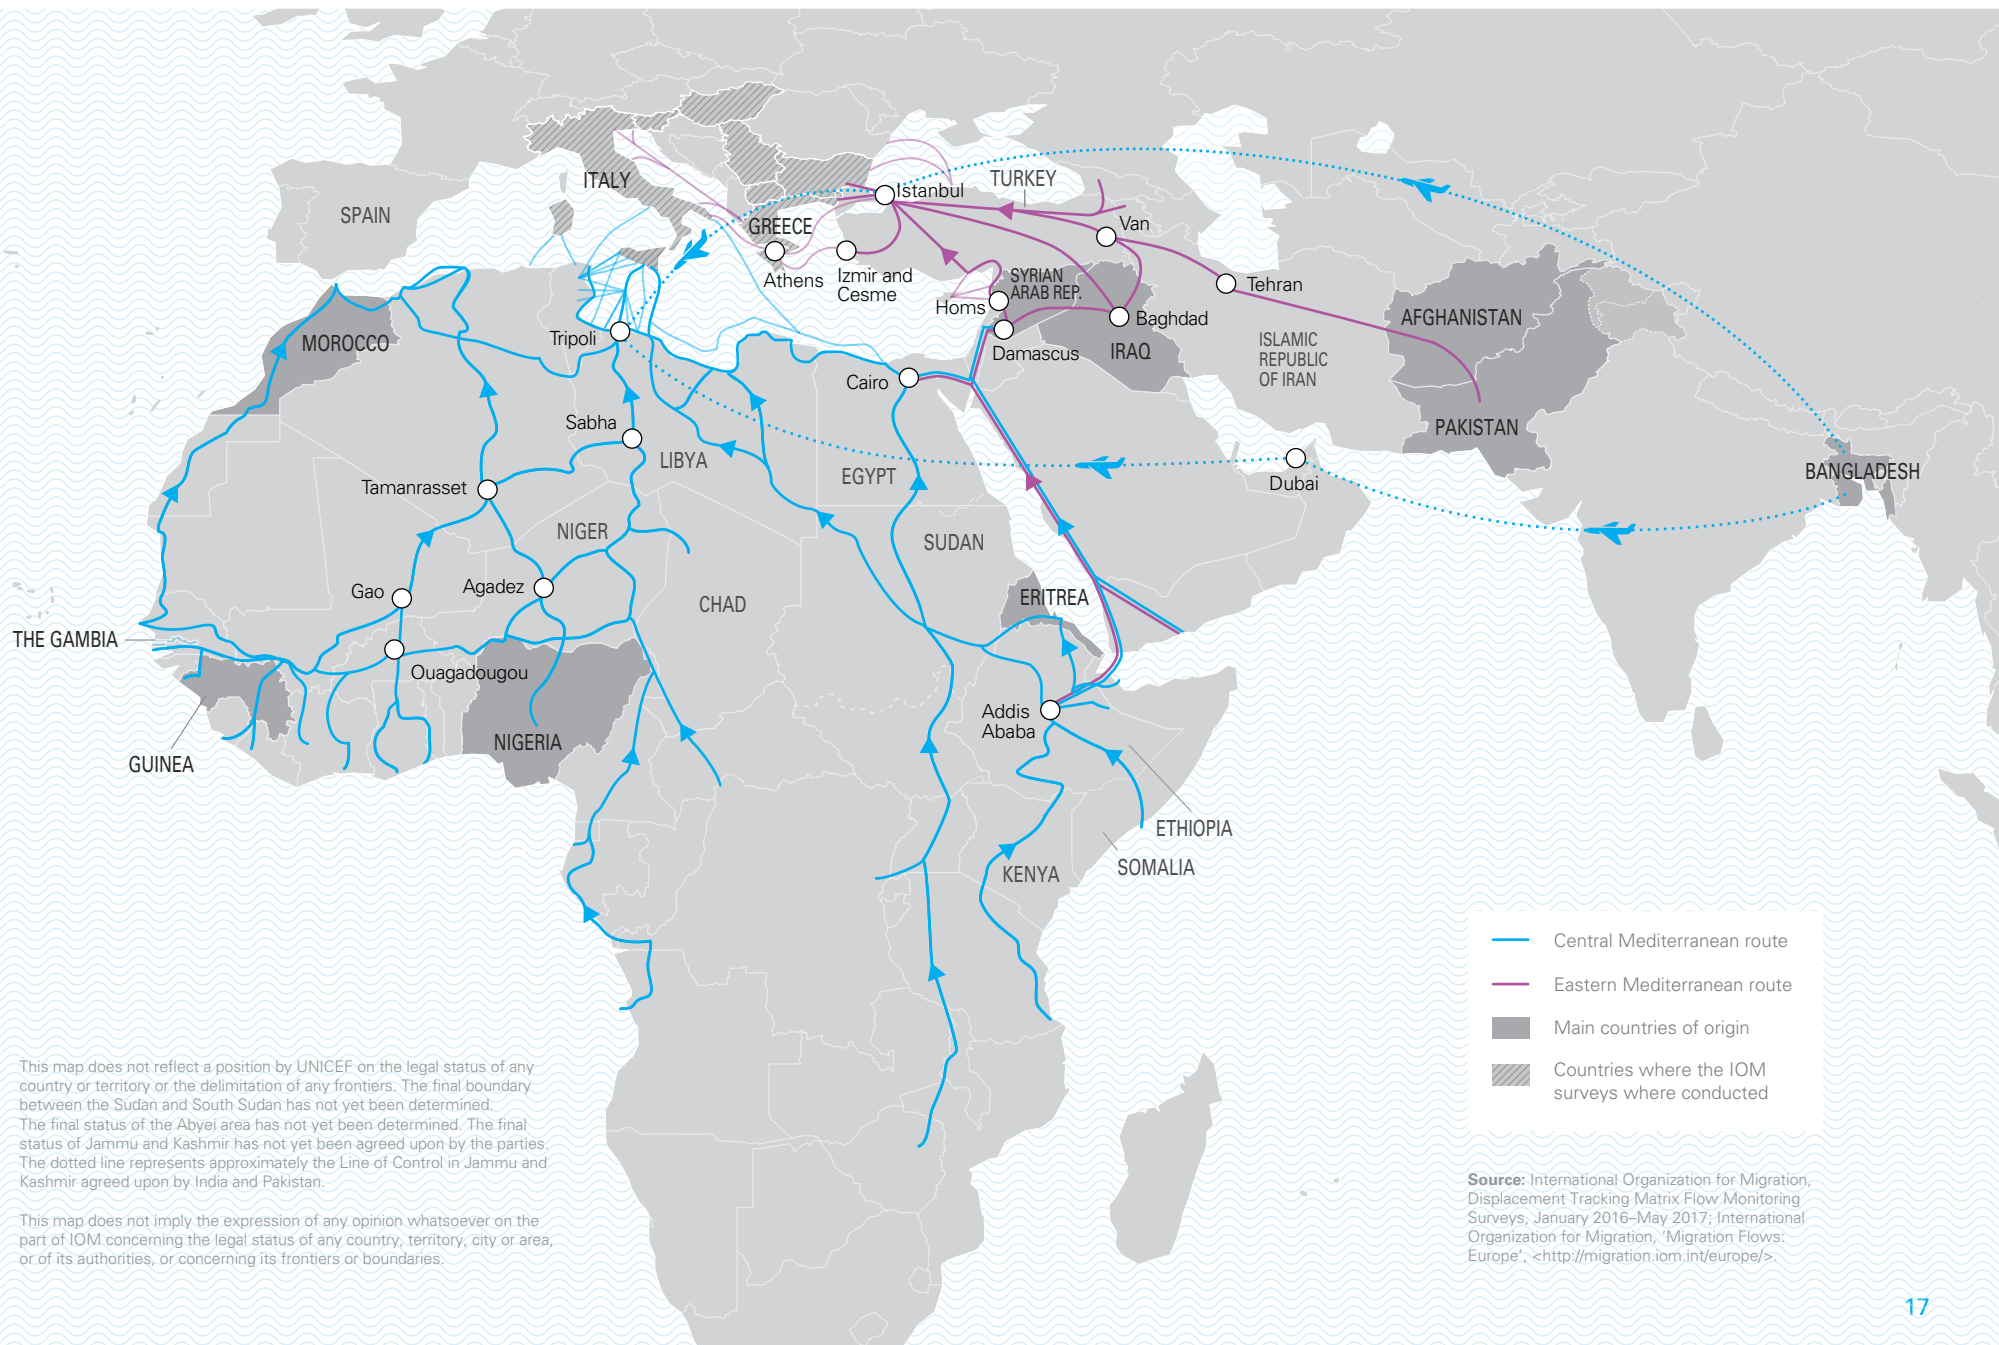 ITALY
SPAIN
GREECE
Athens
Istanbul
TURKEY
Izmir and
Cesme
Van
SYRIAN
ARAB REP.
Homs
Tehran
Baghdad
Damascus
IRAQ
ISLAMIC
REPUBLIC
OF IRAN
AFGHANISTAN
PAKISTAN
BANGLADESH
MOROCCO
Tripoli
Cairo
Sabha
LIBYA
EGYPT
Dubai
Tamanrasset
NIGER
SUDAN
Gao
Agadez
CHAD
ERITREA
THE GAMBIA
Ouagadougou
GUINEA
NIGERIA
Addis
Ababa
ETHIOPIA
SOMALIA
KENYA
Central Mediterranean route
Eastern Mediterranean route
Main countries of origin
Countries where the IOM
surveys where conducted
This map does not reflect a position by UNICEF on the legal status of any
country or territory or the delimitation of any frontiers. The final boundary
between the Sudan and South Sudan has not yet been determined.
The final status of the Abyei area has not yet been determined. The final
status of Jammu and Kashmir has not yet been agreed upon by the parties.
The dotted line represents approximately the Line of Control in Jammu and
Kashmir agreed upon by India and Pakistan.
This map does not imply the expression of any opinion whatsoever on the
part of IOM concerning the legal status of any country, territory, city or area,
or of its authorities, or concerning its frontiers or boundaries.
Source: International Organization for Migration,
Displacement Tracking Matrix Flow Monitoring
Surveys, January 2016–May 2017; International
Organization for Migration, ‘Migration Flows:
Europe’, <http://migration.iom.int/europe/>.
17